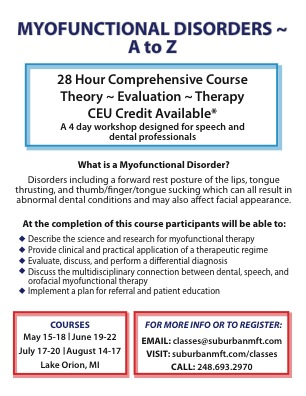 MYOFUNCTIONAL DISORDERS ~
A to Z
28 Hour Comprehensive Course
Theory ~ Evaluation ~ Therapy
CEU Credit Available*
A 4 day workshop designed for speech and
dental professionals
What is a Myofunctional Disorder?
Disorders including a forward rest posture of the lips, tongue
thrusting, and thumb/finger/tongue sucking which can all result in
abnormal dental conditions and may also affect facial appearance.
At the completion of this course participants will be able to:
◆ Describe the science and research for myofunctional therapy
◆ Provide clinical and practical application of a therapeutic regime
◆ Evaluate, discuss, and perform a differential diagnosis
◆ Discuss the multidisciplinary connection between dental, speech, and
orofacial myofunctional therapy
◆ Implement a plan for referral and patient education
COURSES
May 15-18 | June 19-22
July 17-20 | August 14-17
Lake Orion, MI
FOR MORE INFO OR TO REGISTER:
EMAIL: classes@suburbanmft.com
VISIT: suburbanmft.com/classes
CALL: 248.693.2970